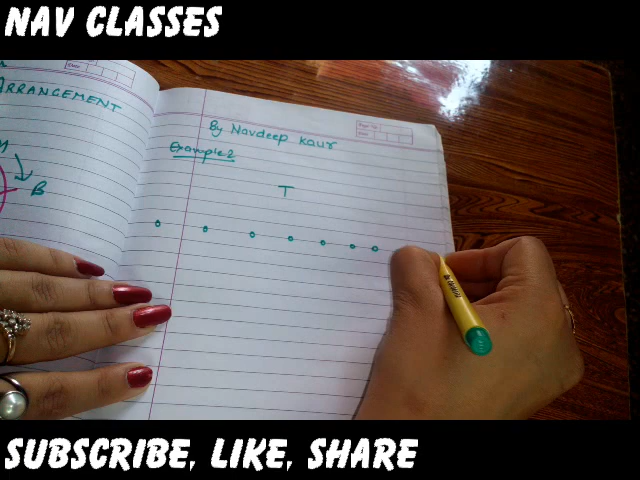 NAV CLASSES
ARRANGEMENT
B
By Navdeep Kaur
Example 2
T
SUBSCRIBE, LIKE, SHARE